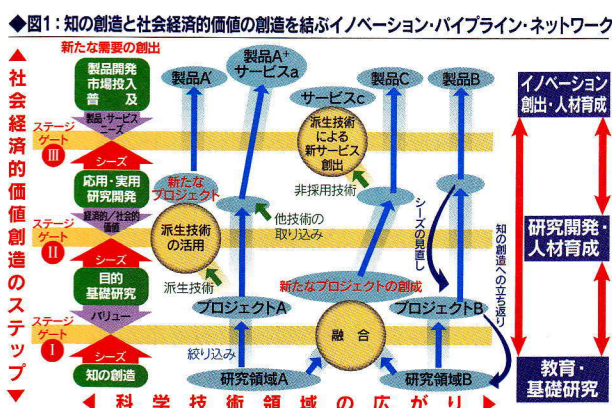 ◆図1：知の創造と社会経済的価値の創造を結ぶイノベーション・パイプライン・ネットワーク
社会経済的価値創造のステップ
新たな需要の創出
製品開発
市場投入
普及
製品・サービス
ニーズ
ステージ
ゲート
Ⅲ
シーズ
応用・実用
研究開発
経済的/社会的
価値
ステージ
ゲート
Ⅱ
シーズ
目的
基礎研究
バリュー
ステージ
ゲート
Ⅰ
シーズ
知の創造
製品A'
製品A⁺
サービスa
製品C
製品B
サービスc
派生技術
による
新サービス
創出
非採用技術
新たな
プロジェクト
派生技術
の活用
派生技術
他技術の
取り込み
シーズの見直し
知の創造への立ち返り
新たなプロジェクトの創成
プロジェクトA
プロジェクトB
融合
絞り込み
研究領域A
研究領域B
科学技術領域の広がり
イノベーション
創出・人材育成
研究開発・
人材育成
教育・
基礎研究